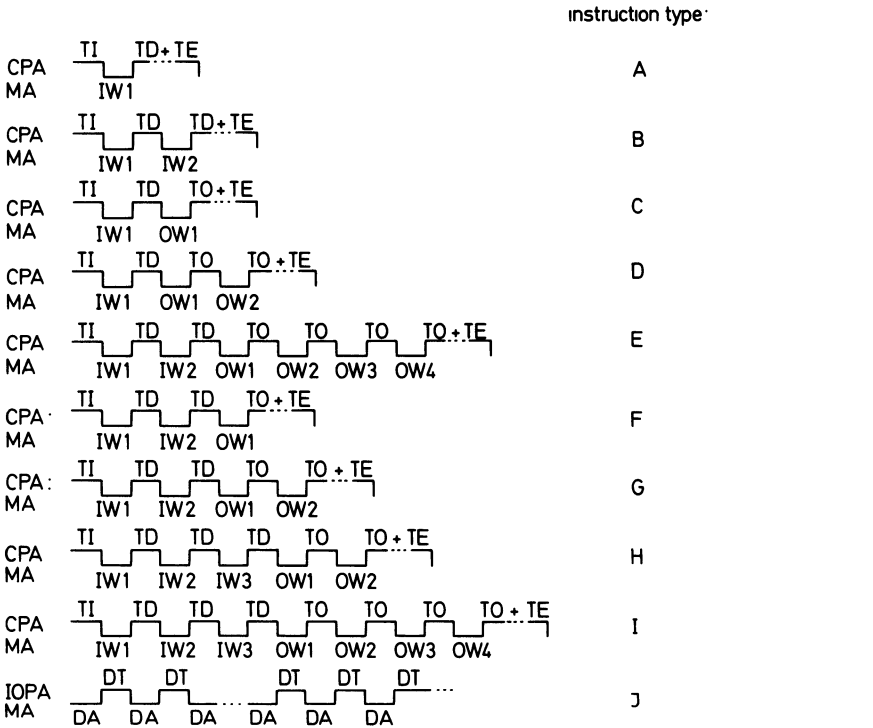 instruction type
TI TD+TE
CPA A
MA IW1
TI TD TD+TE
CPA B
MA IW1 IW2
TI TD TO+TE
CPA C
MA IW1 OW1
TI TD TO TO+TE
CPA D
MA IW1 OW1 OW2
TI TD TD TO TO TO TO+TE
CPA E
MA IW1 IW2 OW1 OW2 OW3 OW4
TI TD TD TO+TE
CPA F
MA IW1 IW2 OW1
TI TD TD TO TO + TE
CPA: G
MA IW1 IW2 OW1 OW2
TI TD TD TD TO TO + TE
CPA H
MA IW1 IW2 IW3 OW1 OW2
TI TD TD TD TO TO TO TO + TE
CPA I
MA IW1 IW2 IW3 OW1 OW2 OW3 OW4
DT DT DT DT DT
IOPA J
MA DA DA DA DA DA DA